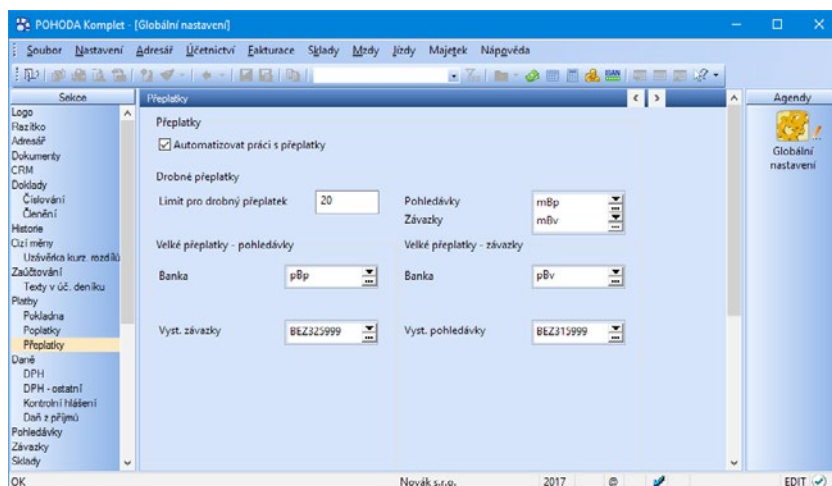 POHODA Komplet - [Globální nastavení]
Soubor Nastavení Adresář Účetnictví Fakturace Sklady Mzdy Jízdy Majetek Nápověda
Sekce
Logo
Razítko
Adresář
Dokumenty
CRM
Doklady
Číslování
Členění
Historie
Cizí měny
Uzávěrka kurz. rozdílů
Zaúčtování
Texty v úč. deníku
Platby
Pokladna
Poplatky
Přeplatky
Daně
DPH
DPH - ostatní
Kontrolní hlášení
Daň z příjmů
Pohledávky
Závazky
Sklady
Přeplatky
Přeplatky
Automatizovat práci s přeplatky
Drobné přeplatky
Limit pro drobný přeplatek 20
Pohledávky mBp
Závazky mBv
Velké přeplatky - pohledávky
Banka pBp
Vyst. závazky BEZ325999
Velké přeplatky - závazky
Banka pBv
Vyst. pohledávky BEZ315999
Agendy
Globální
nastavení
OK Novák s.r.o. 2017 @ EDIT